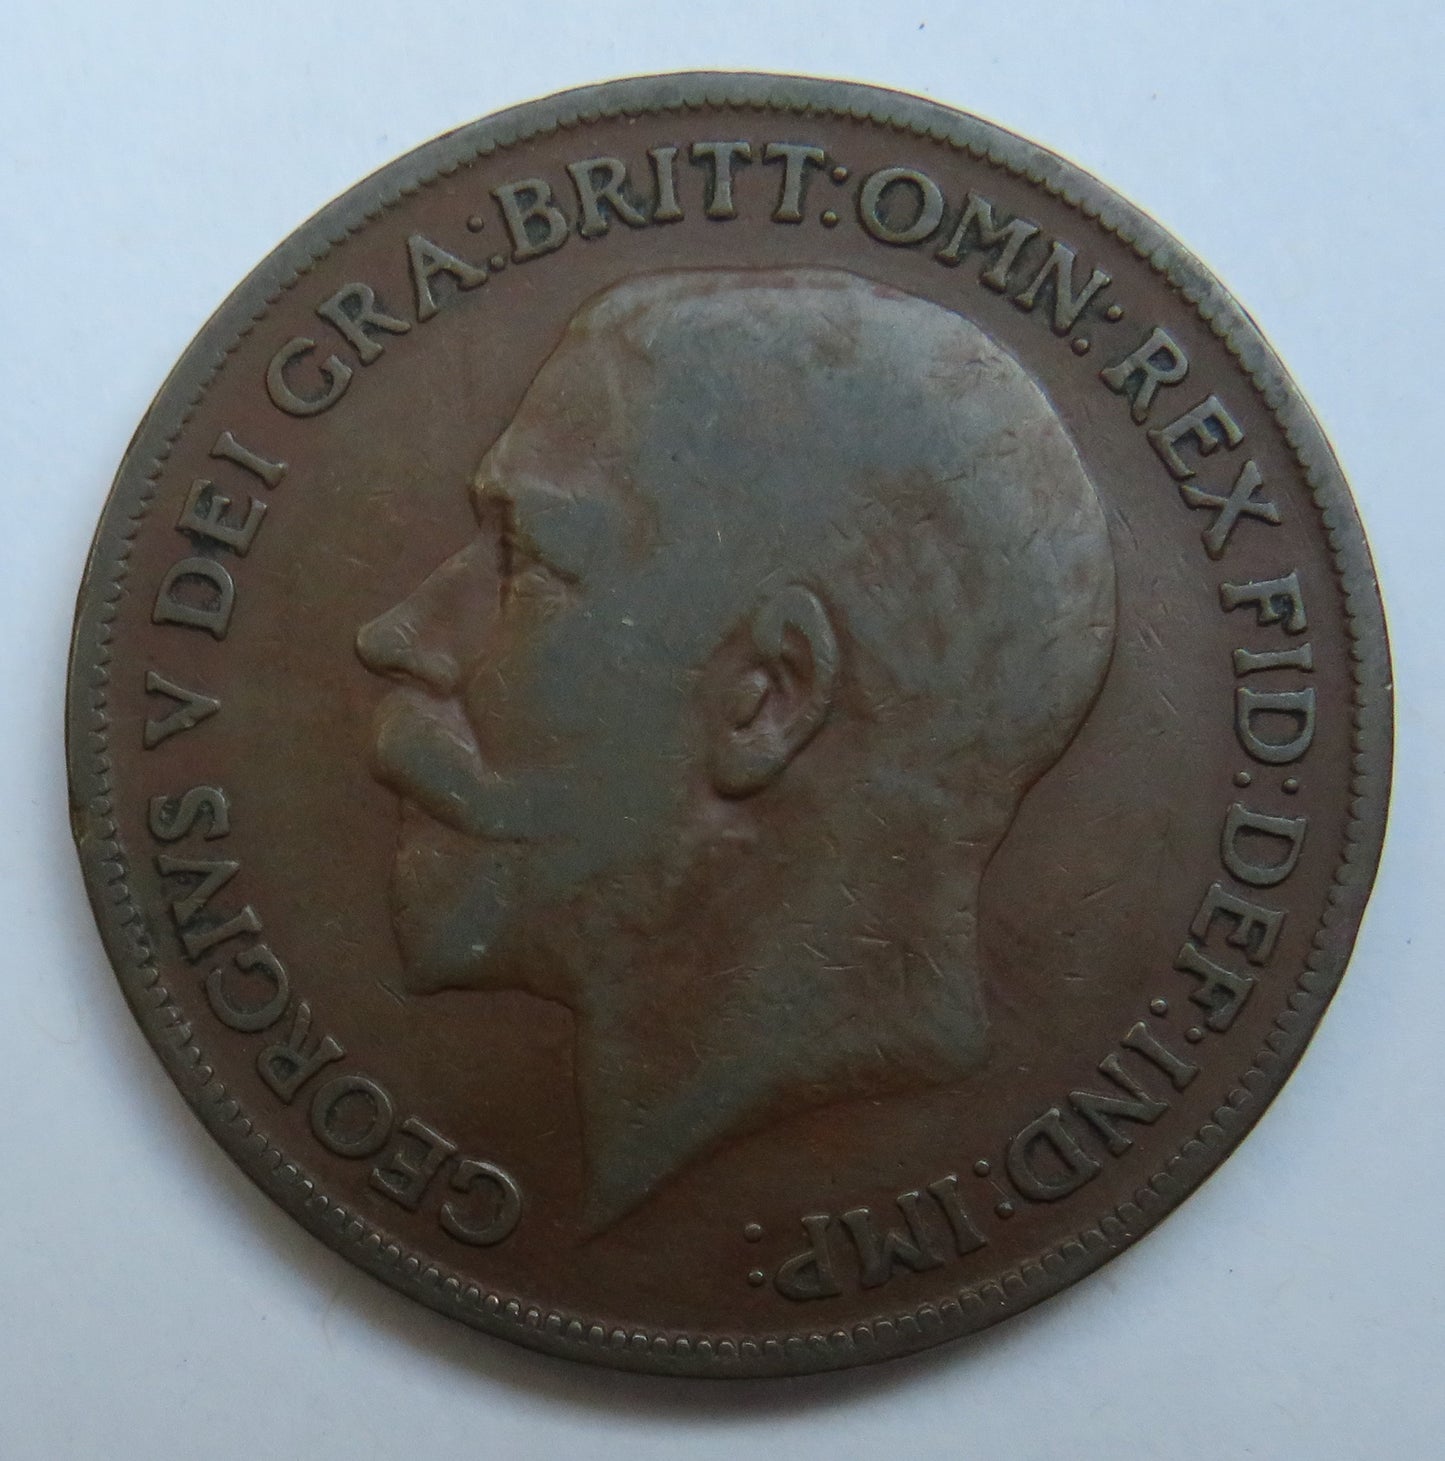 GEORGIVS V DEI GRA: BRITT: OMN: REX FID: DEF: IND: IMP: